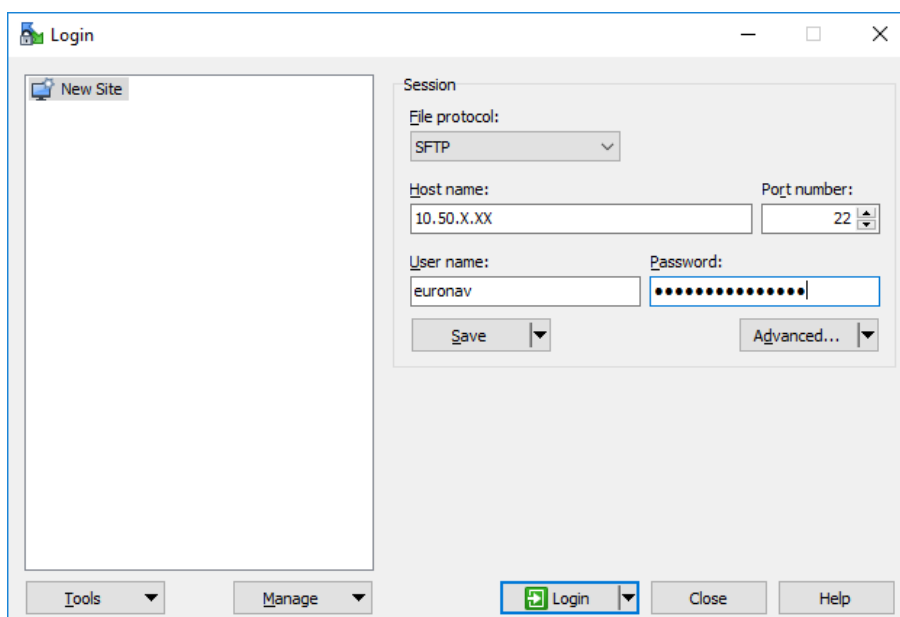 Login
New Site
Session
File protocol:
SFTP
Host name:
Port number:
10.50.X.XX
22
User name:
Password:
euronav
•••••••••••••••
Save
Advanced...
Tools
Manage
Login
Close
Help